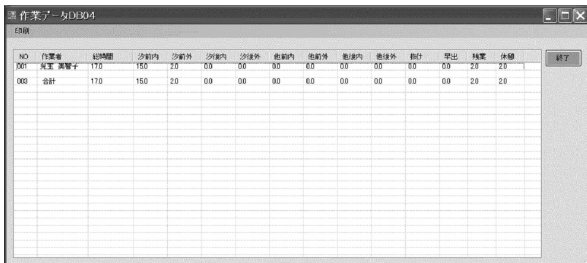 作業データDB04
印刷
NO 作業者 総時間 汐前内 汐前外 汐後内 汐後外 他前内 他前外 他後内 他後外 他計 早出 残業 休憩
終了
001 児玉 美智子 17.0 15.0 2.0 0.0 0.0 0.0 0.0 0.0 0.0 0.0 0.0 2.0 2.0
003 合計 17.0 15.0 2.0 0.0 0.0 0.0 0.0 0.0 0.0 0.0 0.0 2.0 2.0